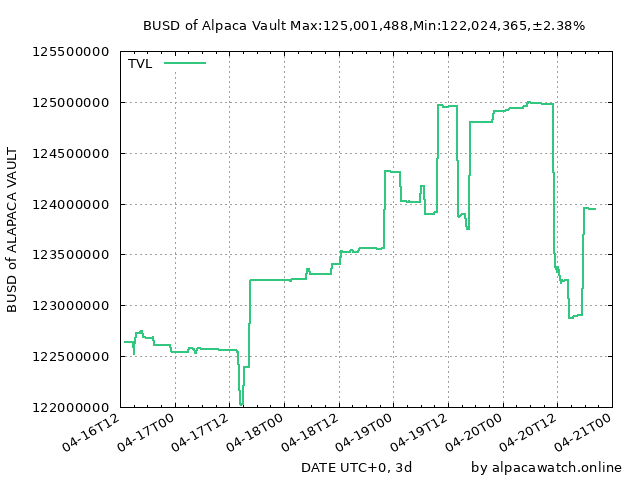 BUSD of Alpaca Vault Max:125,001,488,Min:122,024,365,±2.38%
TVL
125500000
125000000
124500000
124000000
123500000
123000000
122500000
122000000
BUSD of ALAPACA VAULT
04-16T12
04-17T00
04-17T12
04-18T00
04-18T12
04-19T00
04-19T12
04-20T00
04-20T12
04-21T00
DATE UTC+0, 3d
by alpacawatch.online